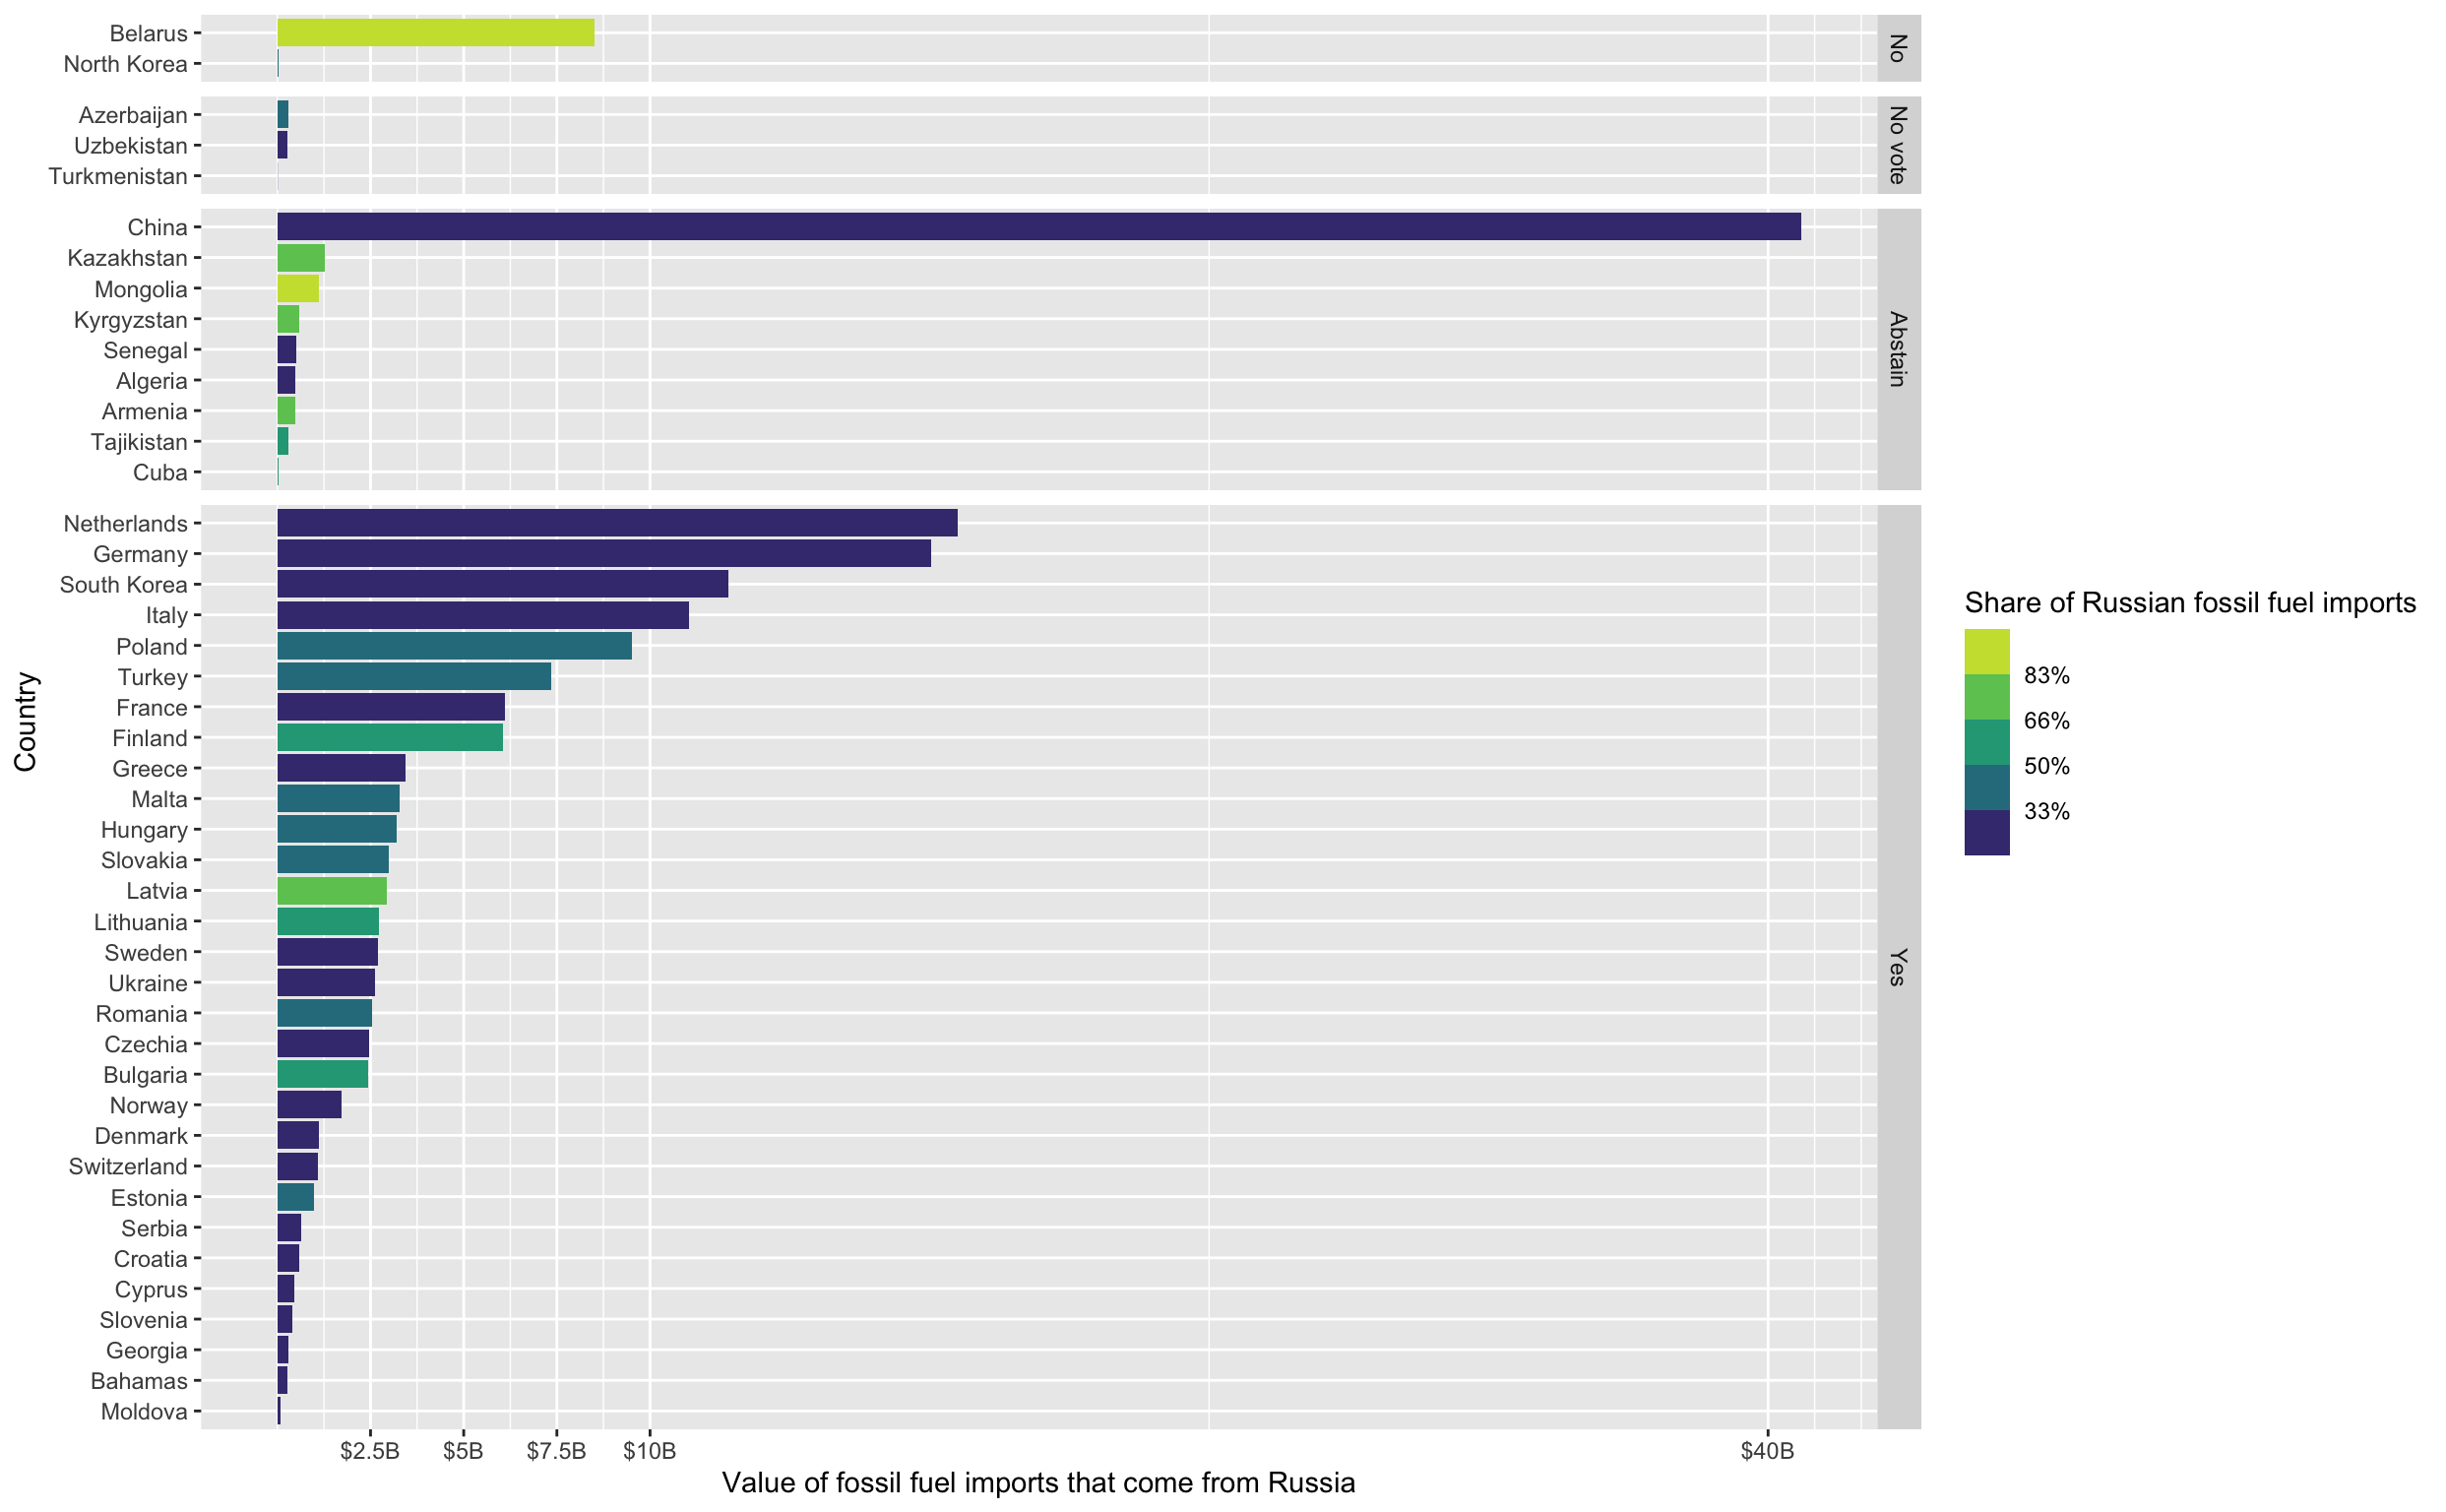 Belarus
North Korea
No
Azerbaijan
Uzbekistan
Turkmenistan
No vote
China
Kazakhstan
Mongolia
Kyrgyzstan
Senegal
Algeria
Armenia
Tajikistan
Cuba
Abstain
Netherlands
Germany
South Korea
Italy
Poland
Turkey
France
Finland
Greece
Malta
Hungary
Slovakia
Latvia
Lithuania
Sweden
Ukraine
Romania
Czechia
Bulgaria
Norway
Denmark
Switzerland
Estonia
Serbia
Croatia
Cyprus
Slovenia
Georgia
Bahamas
Moldova
Yes
Country
$2.5B
$5B
$7.5B
$10B
$40B
Value of fossil fuel imports that come from Russia
Share of Russian fossil fuel imports
83%
66%
50%
33%